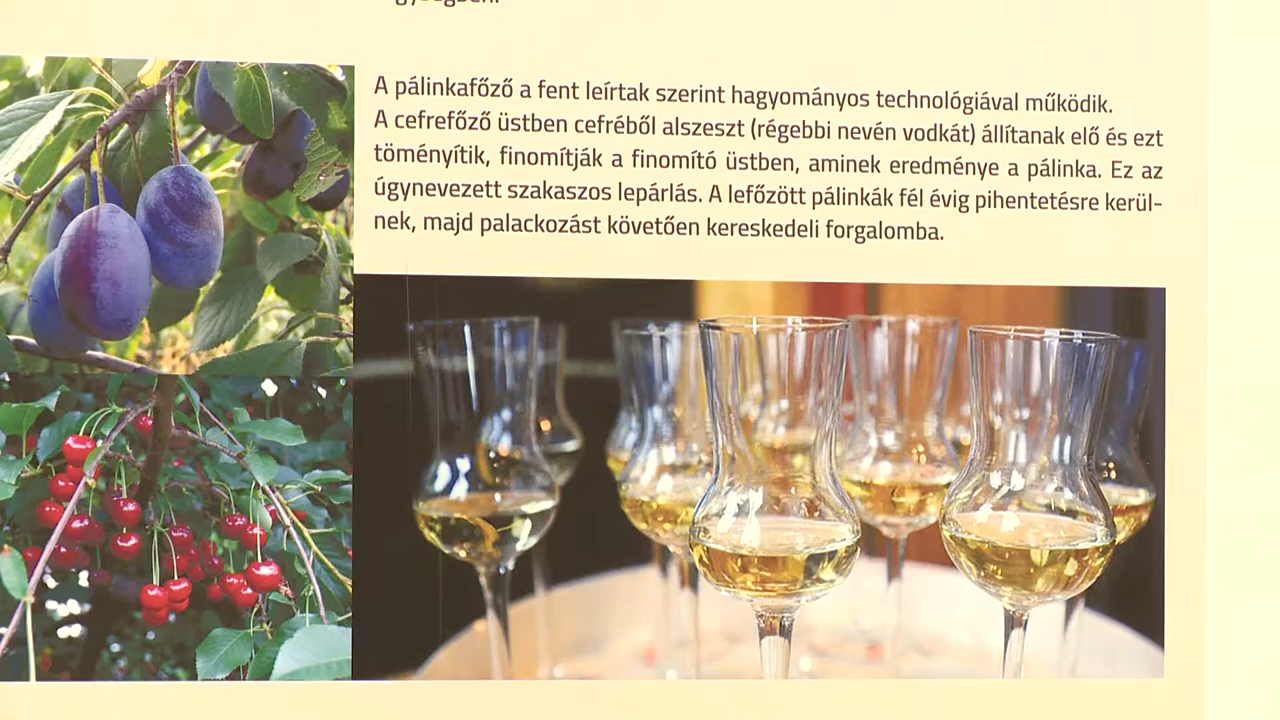 A pálinkafőző a fent leírtak szerint hagyományos technológiával működik.
A cefrefőző üstben cefréből alszeszt (régebbi nevén vodkát) állítanak elő és ezt
töményítik, finomítják a finomító üstben, aminek eredménye a pálinka. Ez az
úgynevezett szakaszos lepárlás. A lefőzött pálinkák fél évig pihentetésre kerül-
nek, majd palackozást követően kereskedeli forgalomba.